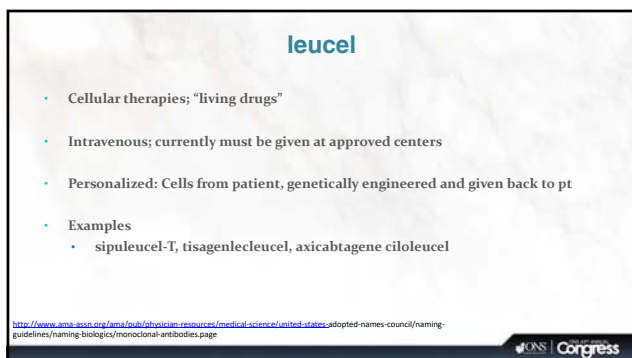 leucel
• Cellular therapies; “living drugs”
• Intravenous; currently must be given at approved centers
• Personalized: Cells from patient, genetically engineered and given back to pt
• Examples
• sipuleucel-T, tisagenlecleucel, axicabtagene ciloleucel
http://www.ama-assn.org/ama/pub/physician-resources/medical-science/united-states-adopted-names-council/naming-
guidelines/naming-biologics/monoclonal-antibodies.page
ONS Congress